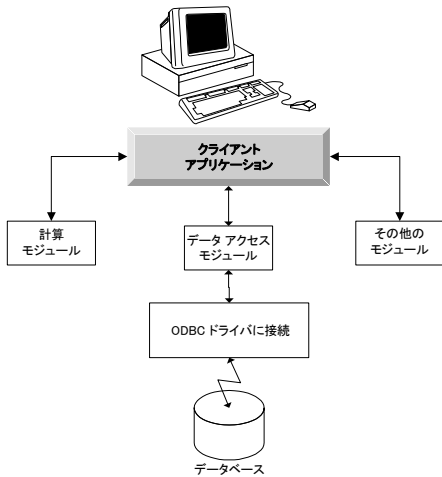 クライアント
アプリケーション
計算
モジュール
データ アクセス
モジュール
その他の
モジュール
ODBC ドライバに接続
データベース